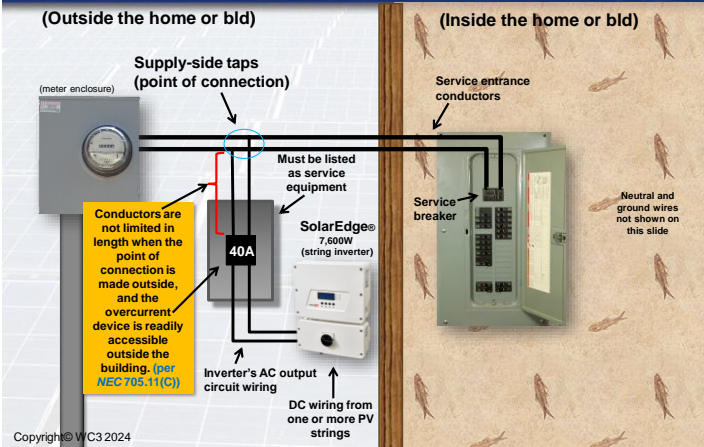 (Outside the home or bld)
(Inside the home or bld)
Supply-side taps
(point of connection)
(meter enclosure)
Service entrance
conductors
Must be listed
as service
equipment
Service
breaker
Neutral and
ground wires
not shown on
this slide
Conductors are
not limited in
length when the
point of
connection is
made outside,
and the
overcurrent
device is readily
accessible
outside the
building. (per
NEC 705.11(C))
40A
SolarEdge®
7,600W
(string inverter)
Inverter's AC output
circuit wiring
DC wiring from
one or more PV
strings
Copyright© WC3 2024